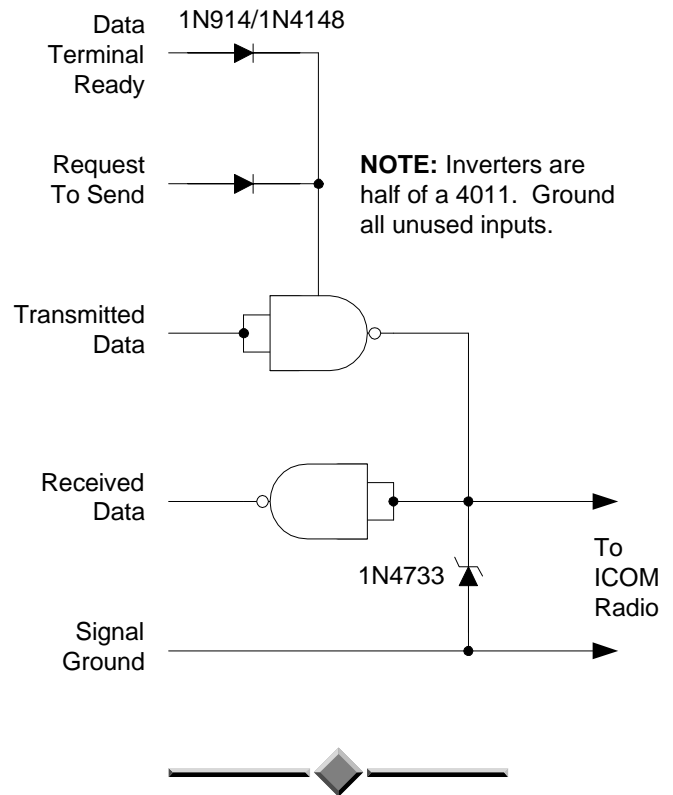 Data
Terminal
Ready
1N914/1N4148
Request
To Send
NOTE: Inverters are
half of a 4011. Ground
all unused inputs.
Transmitted
Data
Received
Data
1N4733
To
ICOM
Radio
Signal
Ground